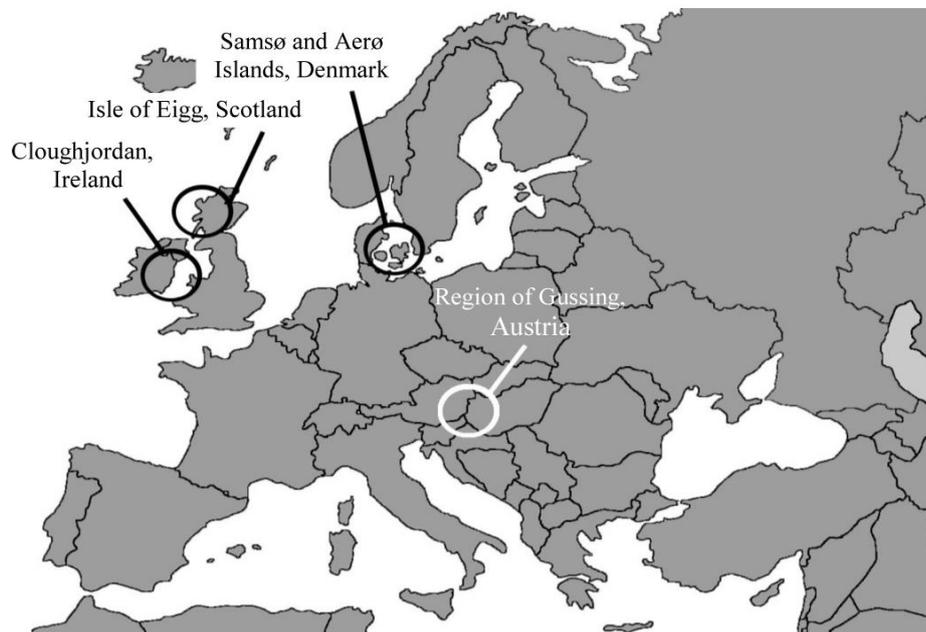 Samsø and Aerø
Islands, Denmark
Isle of Eigg, Scotland
Cloughjordan,
Ireland
Region of Gussing,
Austria